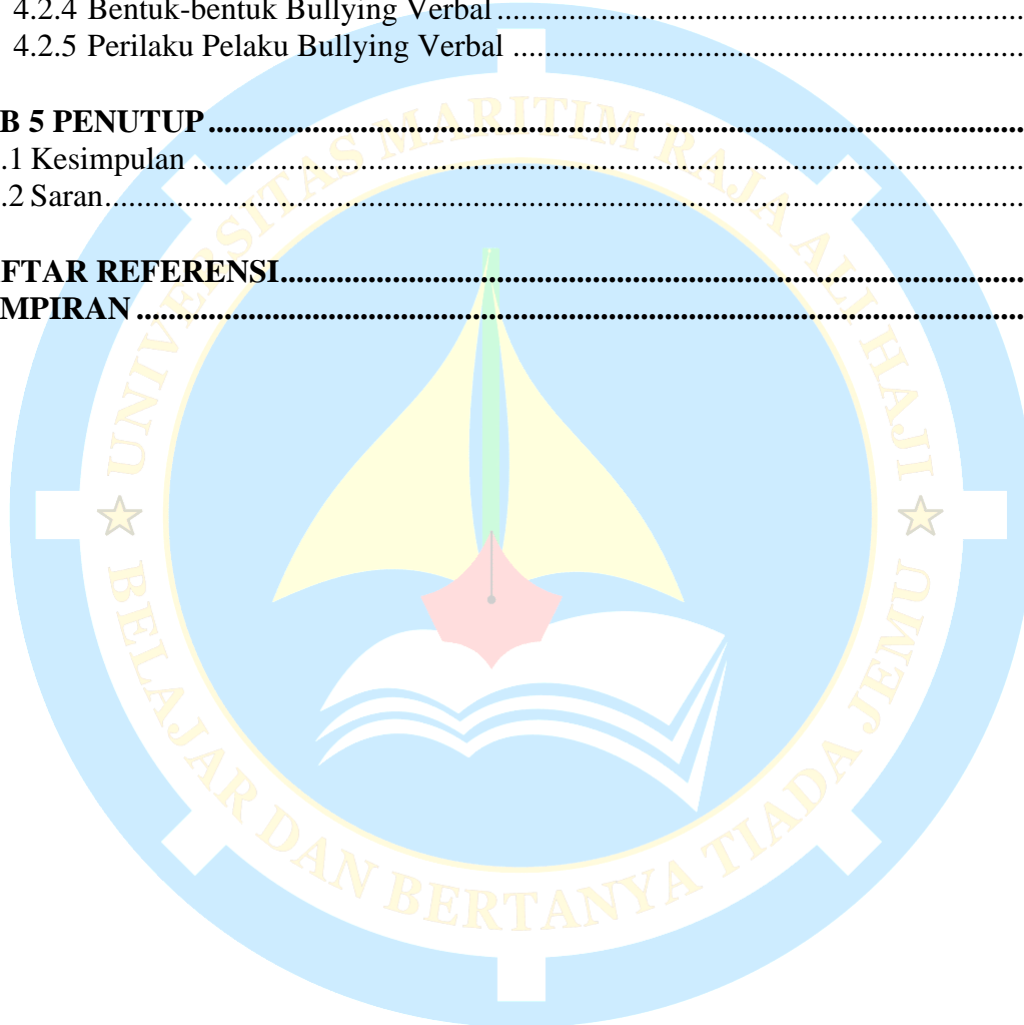 4.2.4 Bentuk-bentuk Bullying Verbal ........................................................................
4.2.5 Perilaku Pelaku Bullying Verbal ......................................................................
B 5 PENUTUP ....................................................................................................
.1 Kesimpulan ......................................................................................................
.2 Saran.................................................................................................................
FTAR REFERENSI.............................................................................................
MPIRAN ..............................................................................................................
UNIVERSITAS MARITIM RAJA ALI HAJI
BELAJAR DAN BERTANYA TIADA JEMU